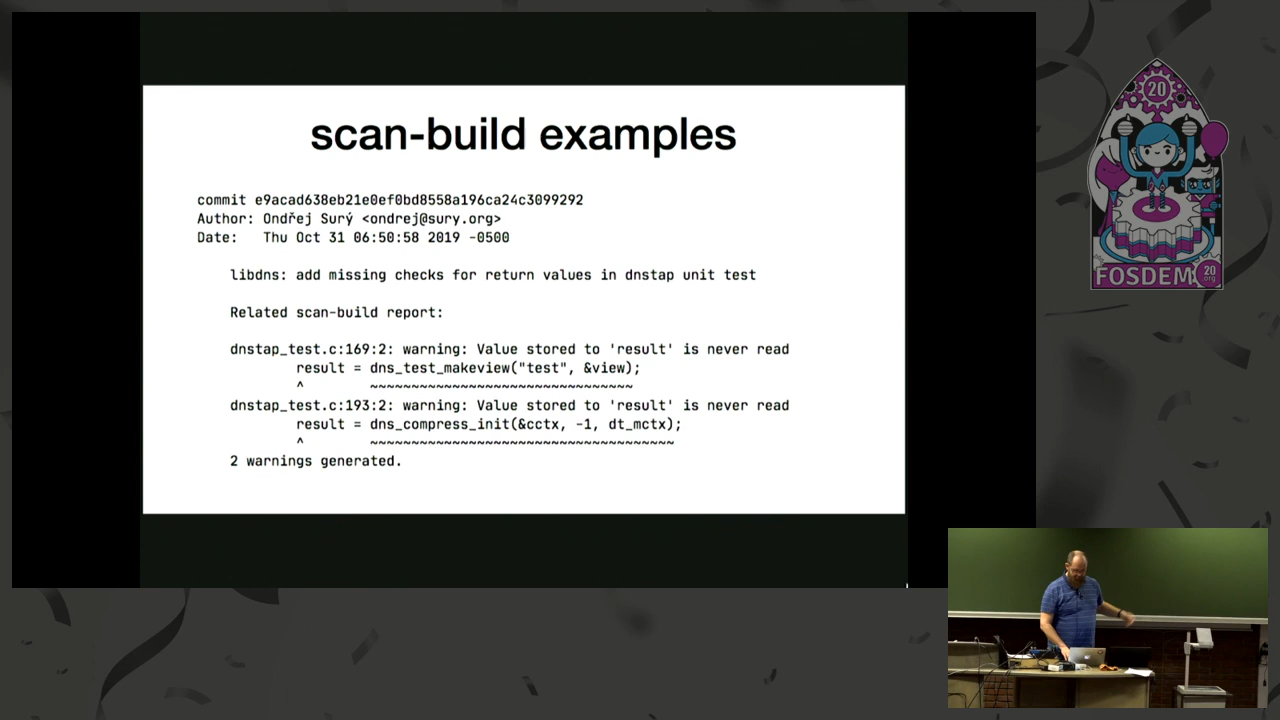 scan-build examples
commit e9acad638eb21e0ef0bd8558a196ca24c3099292
Author: Ondřej Surý <ondrej@sury.org>
Date:   Thu Oct 31 06:50:58 2019 -0500
libdns: add missing checks for return values in dnstap unit test
Related scan-build report:
dnstap_test.c:169:2: warning: Value stored to 'result' is never read
result = dns_test_makeview("test", &view);
^        ~~~~~~~~~~~~~~~~~~~~~~~~~~~~~~~~
dnstap_test.c:193:2: warning: Value stored to 'result' is never read
result = dns_compress_init(&cctx, -1, dt_mctx);
^        ~~~~~~~~~~~~~~~~~~~~~~~~~~~~~~~~~~~~~
2 warnings generated.
20
FOSDEM 20
.org